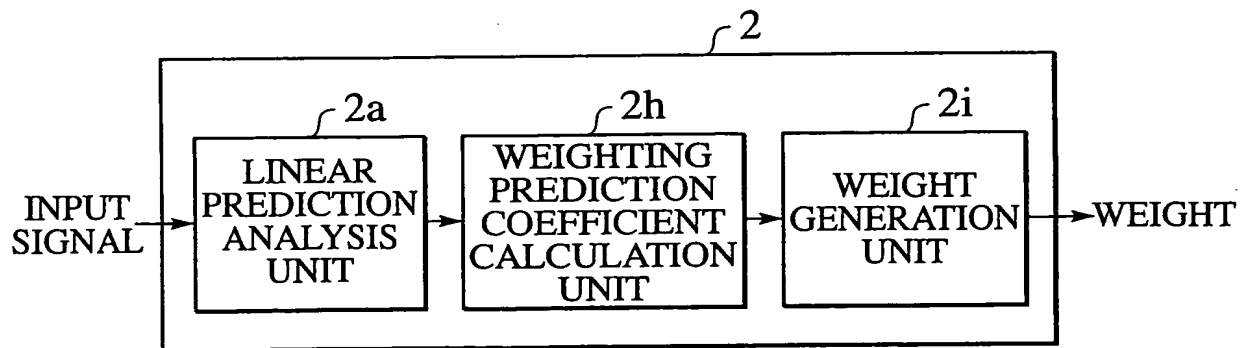 2
2a
2h
2i
INPUT
SIGNAL
LINEAR
PREDICTION
ANALYSIS
UNIT
WEIGHTING
PREDICTION
COEFFICIENT
CALCULATION
UNIT
WEIGHT
GENERATION
UNIT
WEIGHT